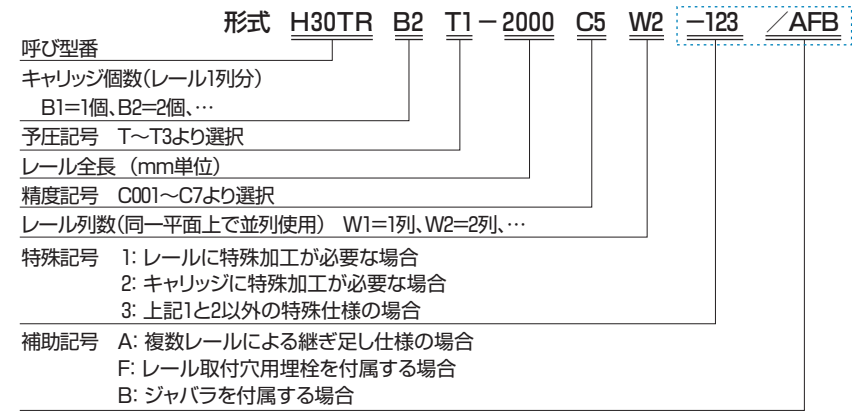 形式 H30TR B2 T1－2000 C5 W2 －123 ／AFB
呼び型番
キャリッジ個数(レール1列分)
B1＝1個、B2＝2個、…
予圧記号 T～T3より選択
レール全長 (mm単位)
精度記号 C001～C7より選択
レール列数(同一平面上で並列使用) W1＝1列、W2＝2列、…
特殊記号 1: レールに特殊加工が必要な場合
2: キャリッジに特殊加工が必要な場合
3: 上記1と2以外の特殊仕様の場合
補助記号 A: 複数レールによる継ぎ足し仕様の場合
F: レール取付穴用埋栓を付属する場合
B: ジャバラを付属する場合